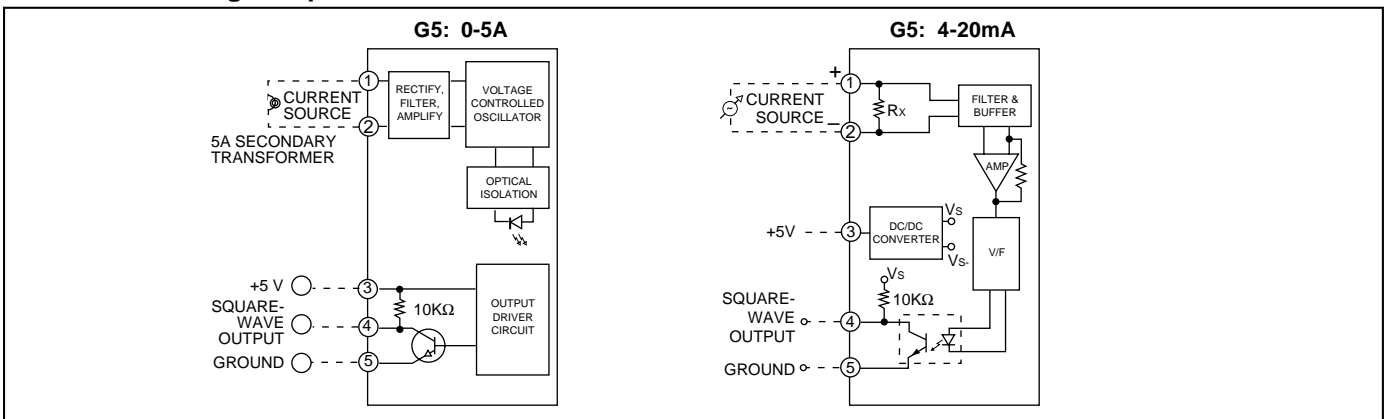 G5: 0-5A
1
CURRENT
SOURCE
2
5A SECONDARY
TRANSFORMER
RECTIFY,
FILTER,
AMPLIFY
VOLTAGE
CONTROLLED
OSCILLATOR
OPTICAL
ISOLATION
+5 V
3
10KΩ
SQUARE-
WAVE
OUTPUT
4
GROUND
5
OUTPUT
DRIVER
CIRCUIT
G5: 4-20mA
+
1
CURRENT
SOURCE
–
2
RX
FILTER &
BUFFER
AMP
+5V
3
DC/DC
CONVERTER
VS
VS-
V/F
VS
10KΩ
SQUARE-
WAVE
OUTPUT
4
GROUND
5